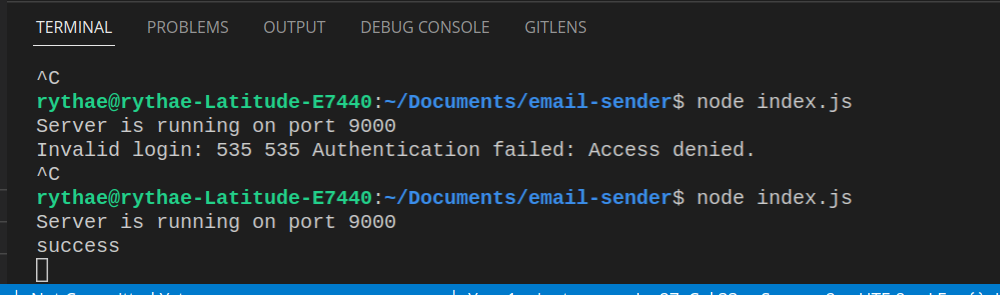 TERMINAL PROBLEMS OUTPUT DEBUG CONSOLE GITLENS
^C
rythae@rythae-Latitude-E7440:~/Documents/email-sender$ node index.js
Server is running on port 9000
Invalid login: 535 535 Authentication failed: Access denied.
^C
rythae@rythae-Latitude-E7440:~/Documents/email-sender$ node index.js
Server is running on port 9000
success